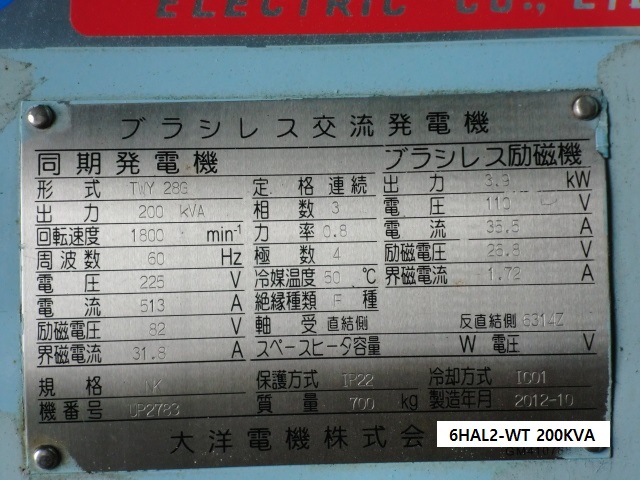 ELECTRIC CO., LTD
ブラシレス交流発電機
同期発電機
形式 TWY 28G
出力 200 kVA
回転速度 1800 min⁻¹
周波数 60 Hz
電圧 225 V
電流 513 A
励磁電圧 82 V
界磁電流 31.8 A
定格 連続
相数 3
力率 0.8
極数 4
冷媒温度 50 ℃
絶縁種類 F 種
軸受 直結側 反直結側 6314Z
スペースヒータ容量 W 電圧 V
ブラシレス励磁機
出力 kW
電圧 110 V
電流 A
励磁電圧 V
界磁電流 1.72 A
規格 NK 保護方式 IP22 冷却方式 IC01
機番号 UP2783 質量 700 kg 製造年月 2012-10
大洋電機株式会
6HAL2-WT 200KVA